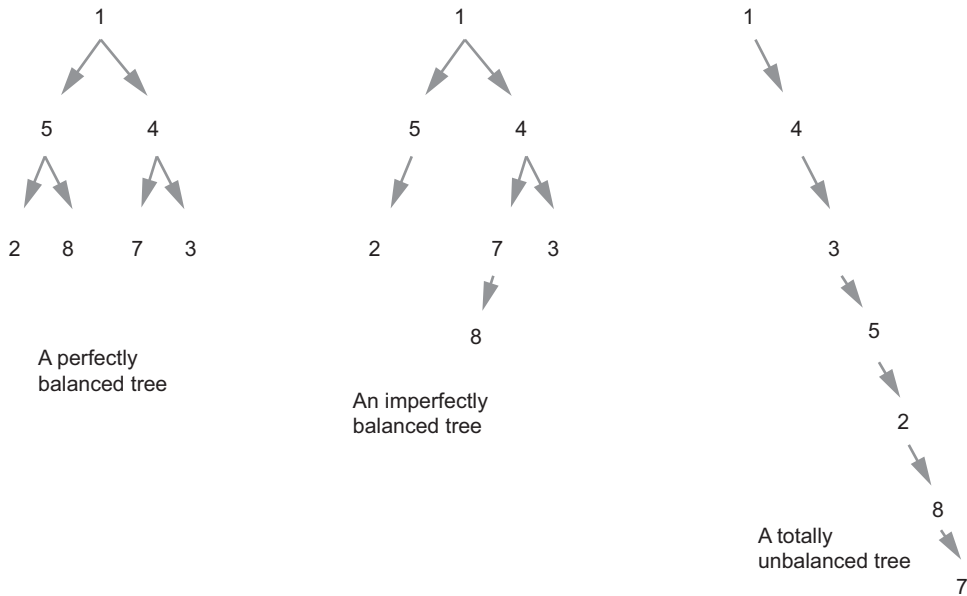 1 1 1
5 4 5 4 4
2 8 7 3 2 7 3 3
5
8
A perfectly
balanced tree
An imperfectly
balanced tree
2
8
A totally
unbalanced tree
7